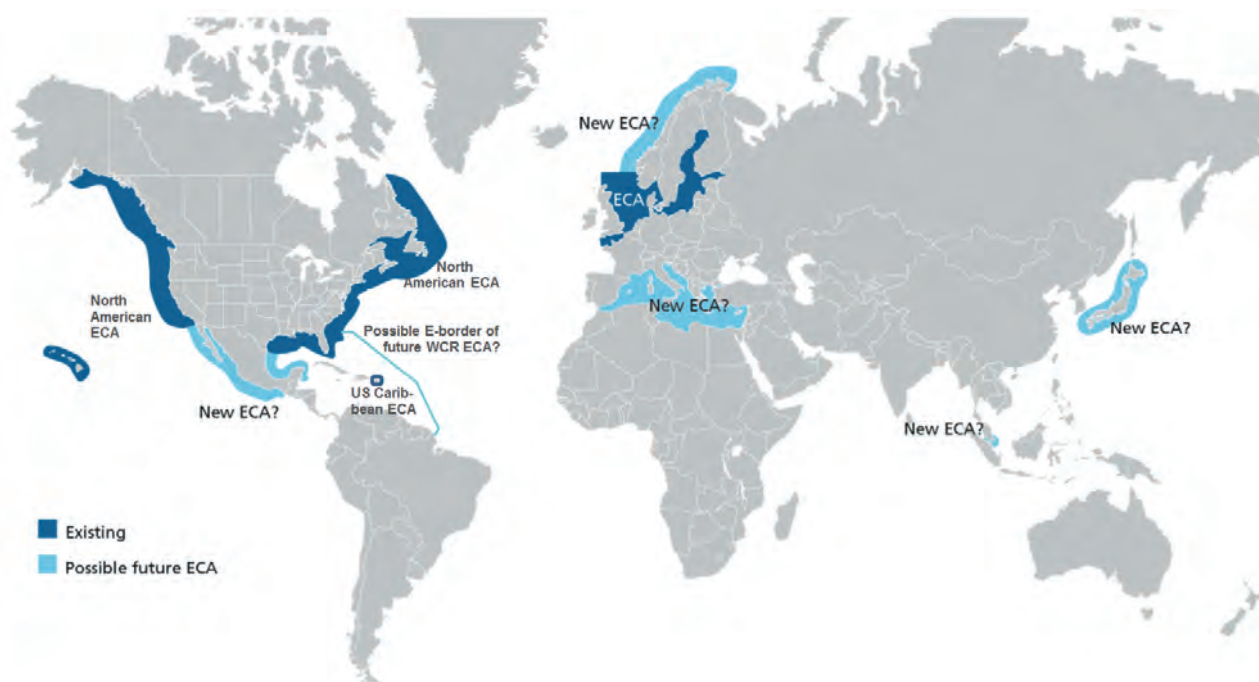 New ECA?
ECA
North
American ECA
North
American
ECA
New ECA?
Possible E-border of
future WCR ECA?
New ECA?
US Carib-
bean ECA
New ECA?
New ECA?
Existing
Possible future ECA